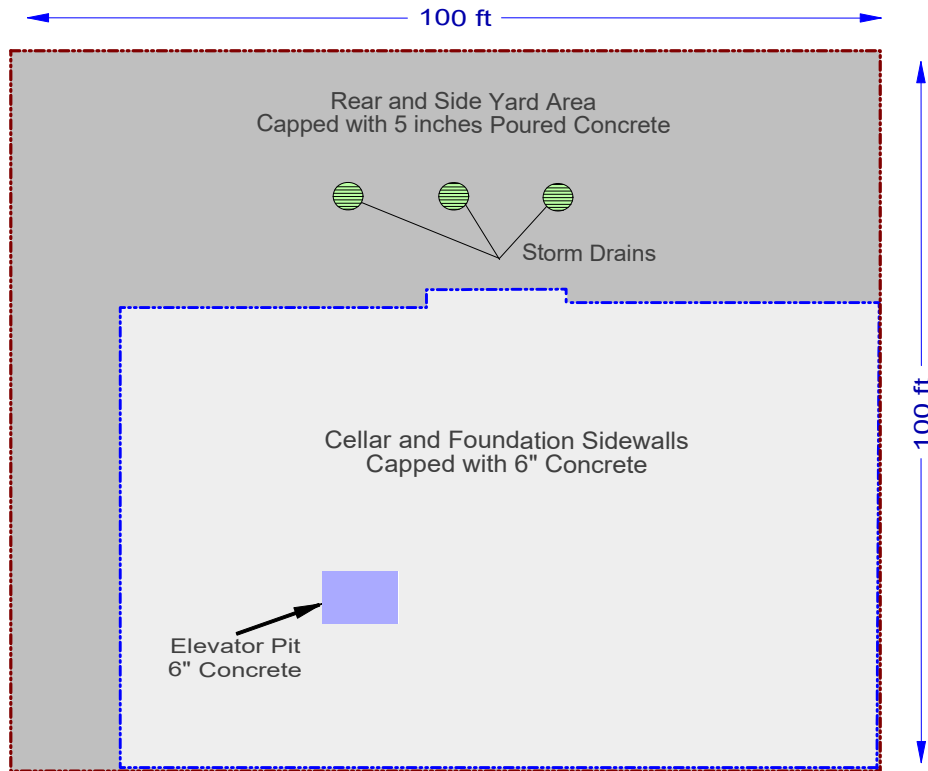 100 ft
Rear and Side Yard Area
Capped with 5 inches Poured Concrete
Storm Drains
100 ft
Cellar and Foundation Sidewalls
Capped with 6" Concrete
Elevator Pit
6" Concrete